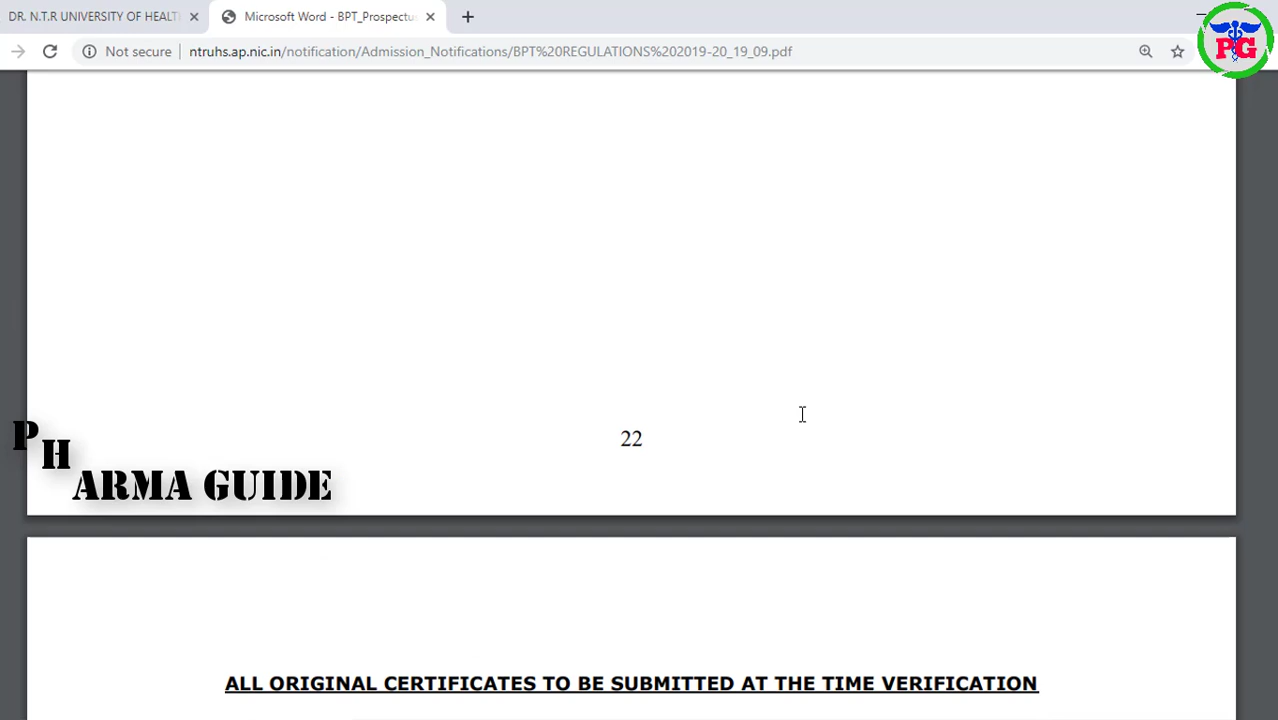 DR. N.T.R UNIVERSITY OF HEALT
Microsoft Word - BPT_Prospectu
Not secure
ntruhs.ap.nic.in/notification/Admission_Notifications/BPT%20REGULATIONS%202019-20_19_09.pdf
PG
22
PHARMA GUIDE
ALL ORIGINAL CERTIFICATES TO BE SUBMITTED AT THE TIME VERIFICATION